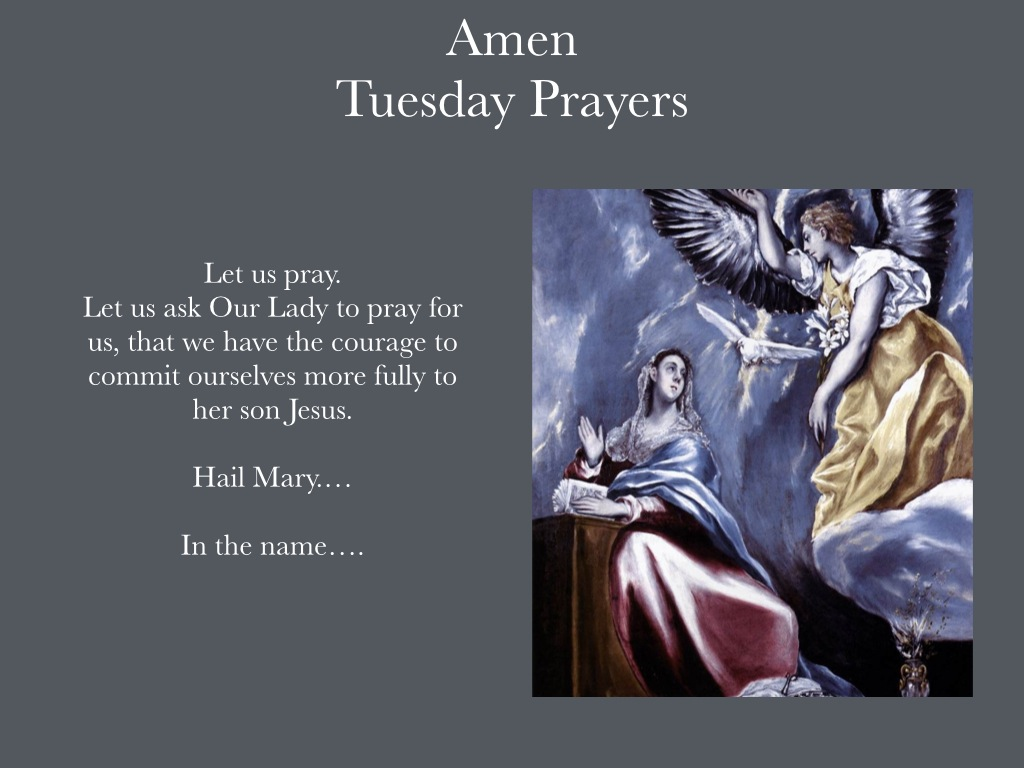 Amen
Tuesday Prayers
Let us pray.
Let us ask Our Lady to pray for
us, that we have the courage to
commit ourselves more fully to
her son Jesus.
Hail Mary.…
In the name….